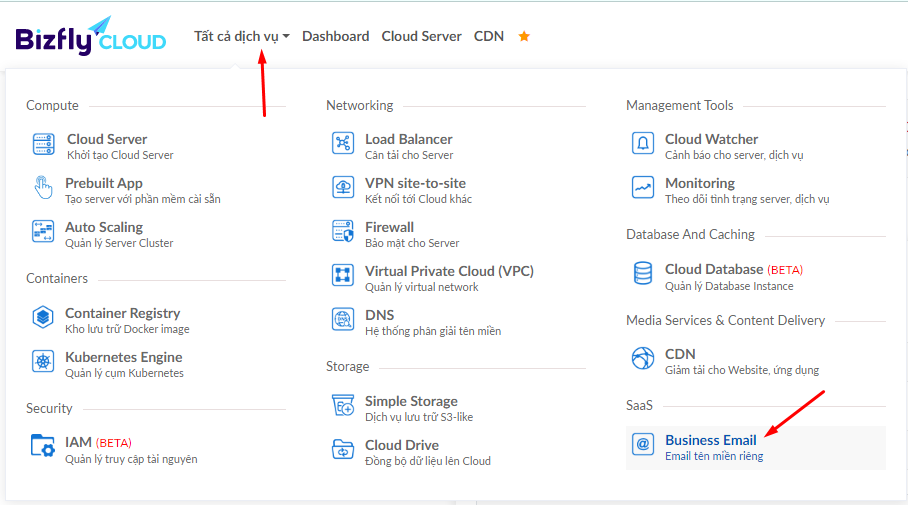 Bizfly CLOUD
Tất cả dịch vụ Dashboard Cloud Server CDN
Compute
Cloud Server
Khởi tạo Cloud Server
Prebuilt App
Tạo server với phần mềm cài sẵn
Auto Scaling
Quản lý Server Cluster
Containers
Container Registry
Kho lưu trữ Docker image
Kubernetes Engine
Quản lý cụm Kubernetes
Security
IAM (BETA)
Quản lý truy cập tài nguyên
Networking
Load Balancer
Cân tải cho Server
VPN site-to-site
Kết nối tới Cloud khác
Firewall
Bảo mật cho Server
Virtual Private Cloud (VPC)
Quản lý virtual network
DNS
Hệ thống phân giải tên miền
Storage
Simple Storage
Dịch vụ lưu trữ S3-like
Cloud Drive
Đồng bộ dữ liệu lên Cloud
Management Tools
Cloud Watcher
Cảnh báo cho server, dịch vụ
Monitoring
Theo dõi tình trạng server, dịch vụ
Database And Caching
Cloud Database (BETA)
Quản lý Database Instance
Media Services & Content Delivery
CDN
Giảm tải cho Website, ứng dụng
SaaS
Business Email
Email tên miền riêng